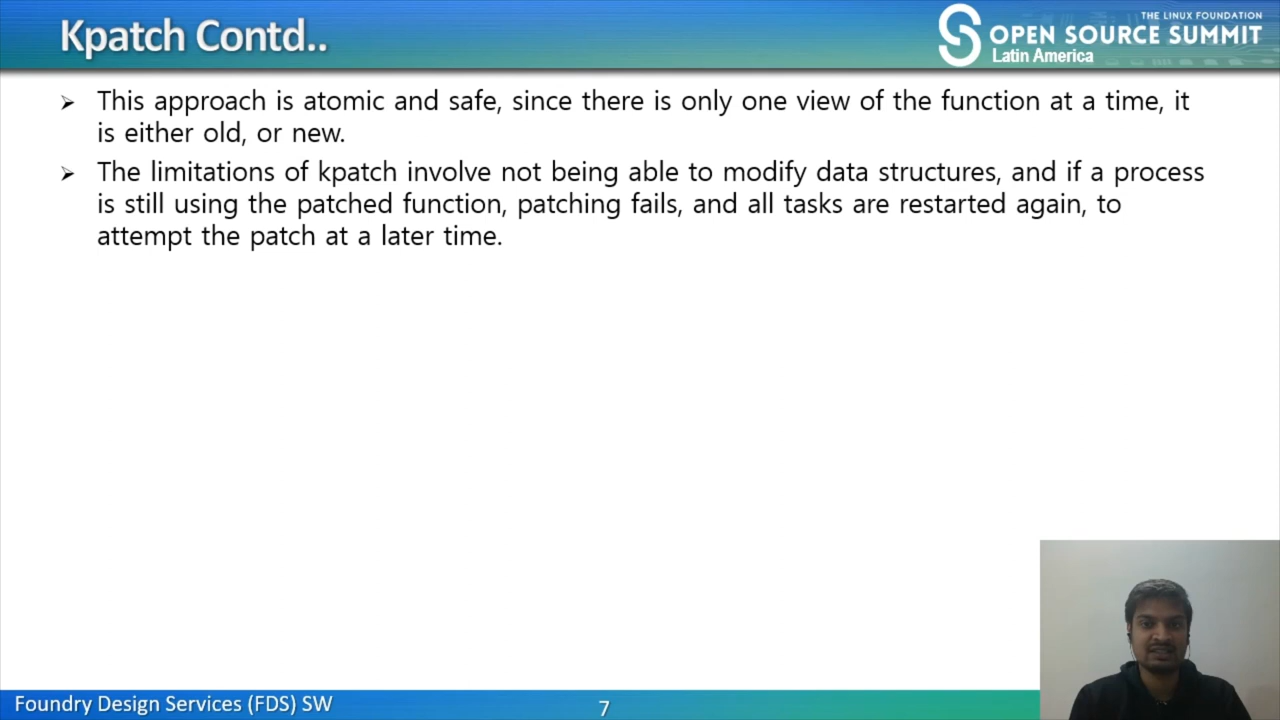 Kpatch Contd..
THE LINUX FOUNDATION
OPEN SOURCE SUMMIT
Latin America
➢ This approach is atomic and safe, since there is only one view of the function at a time, it
is either old, or new.
➢ The limitations of kpatch involve not being able to modify data structures, and if a process
is still using the patched function, patching fails, and all tasks are restarted again, to
attempt the patch at a later time.
Foundry Design Services (FDS) SW
7